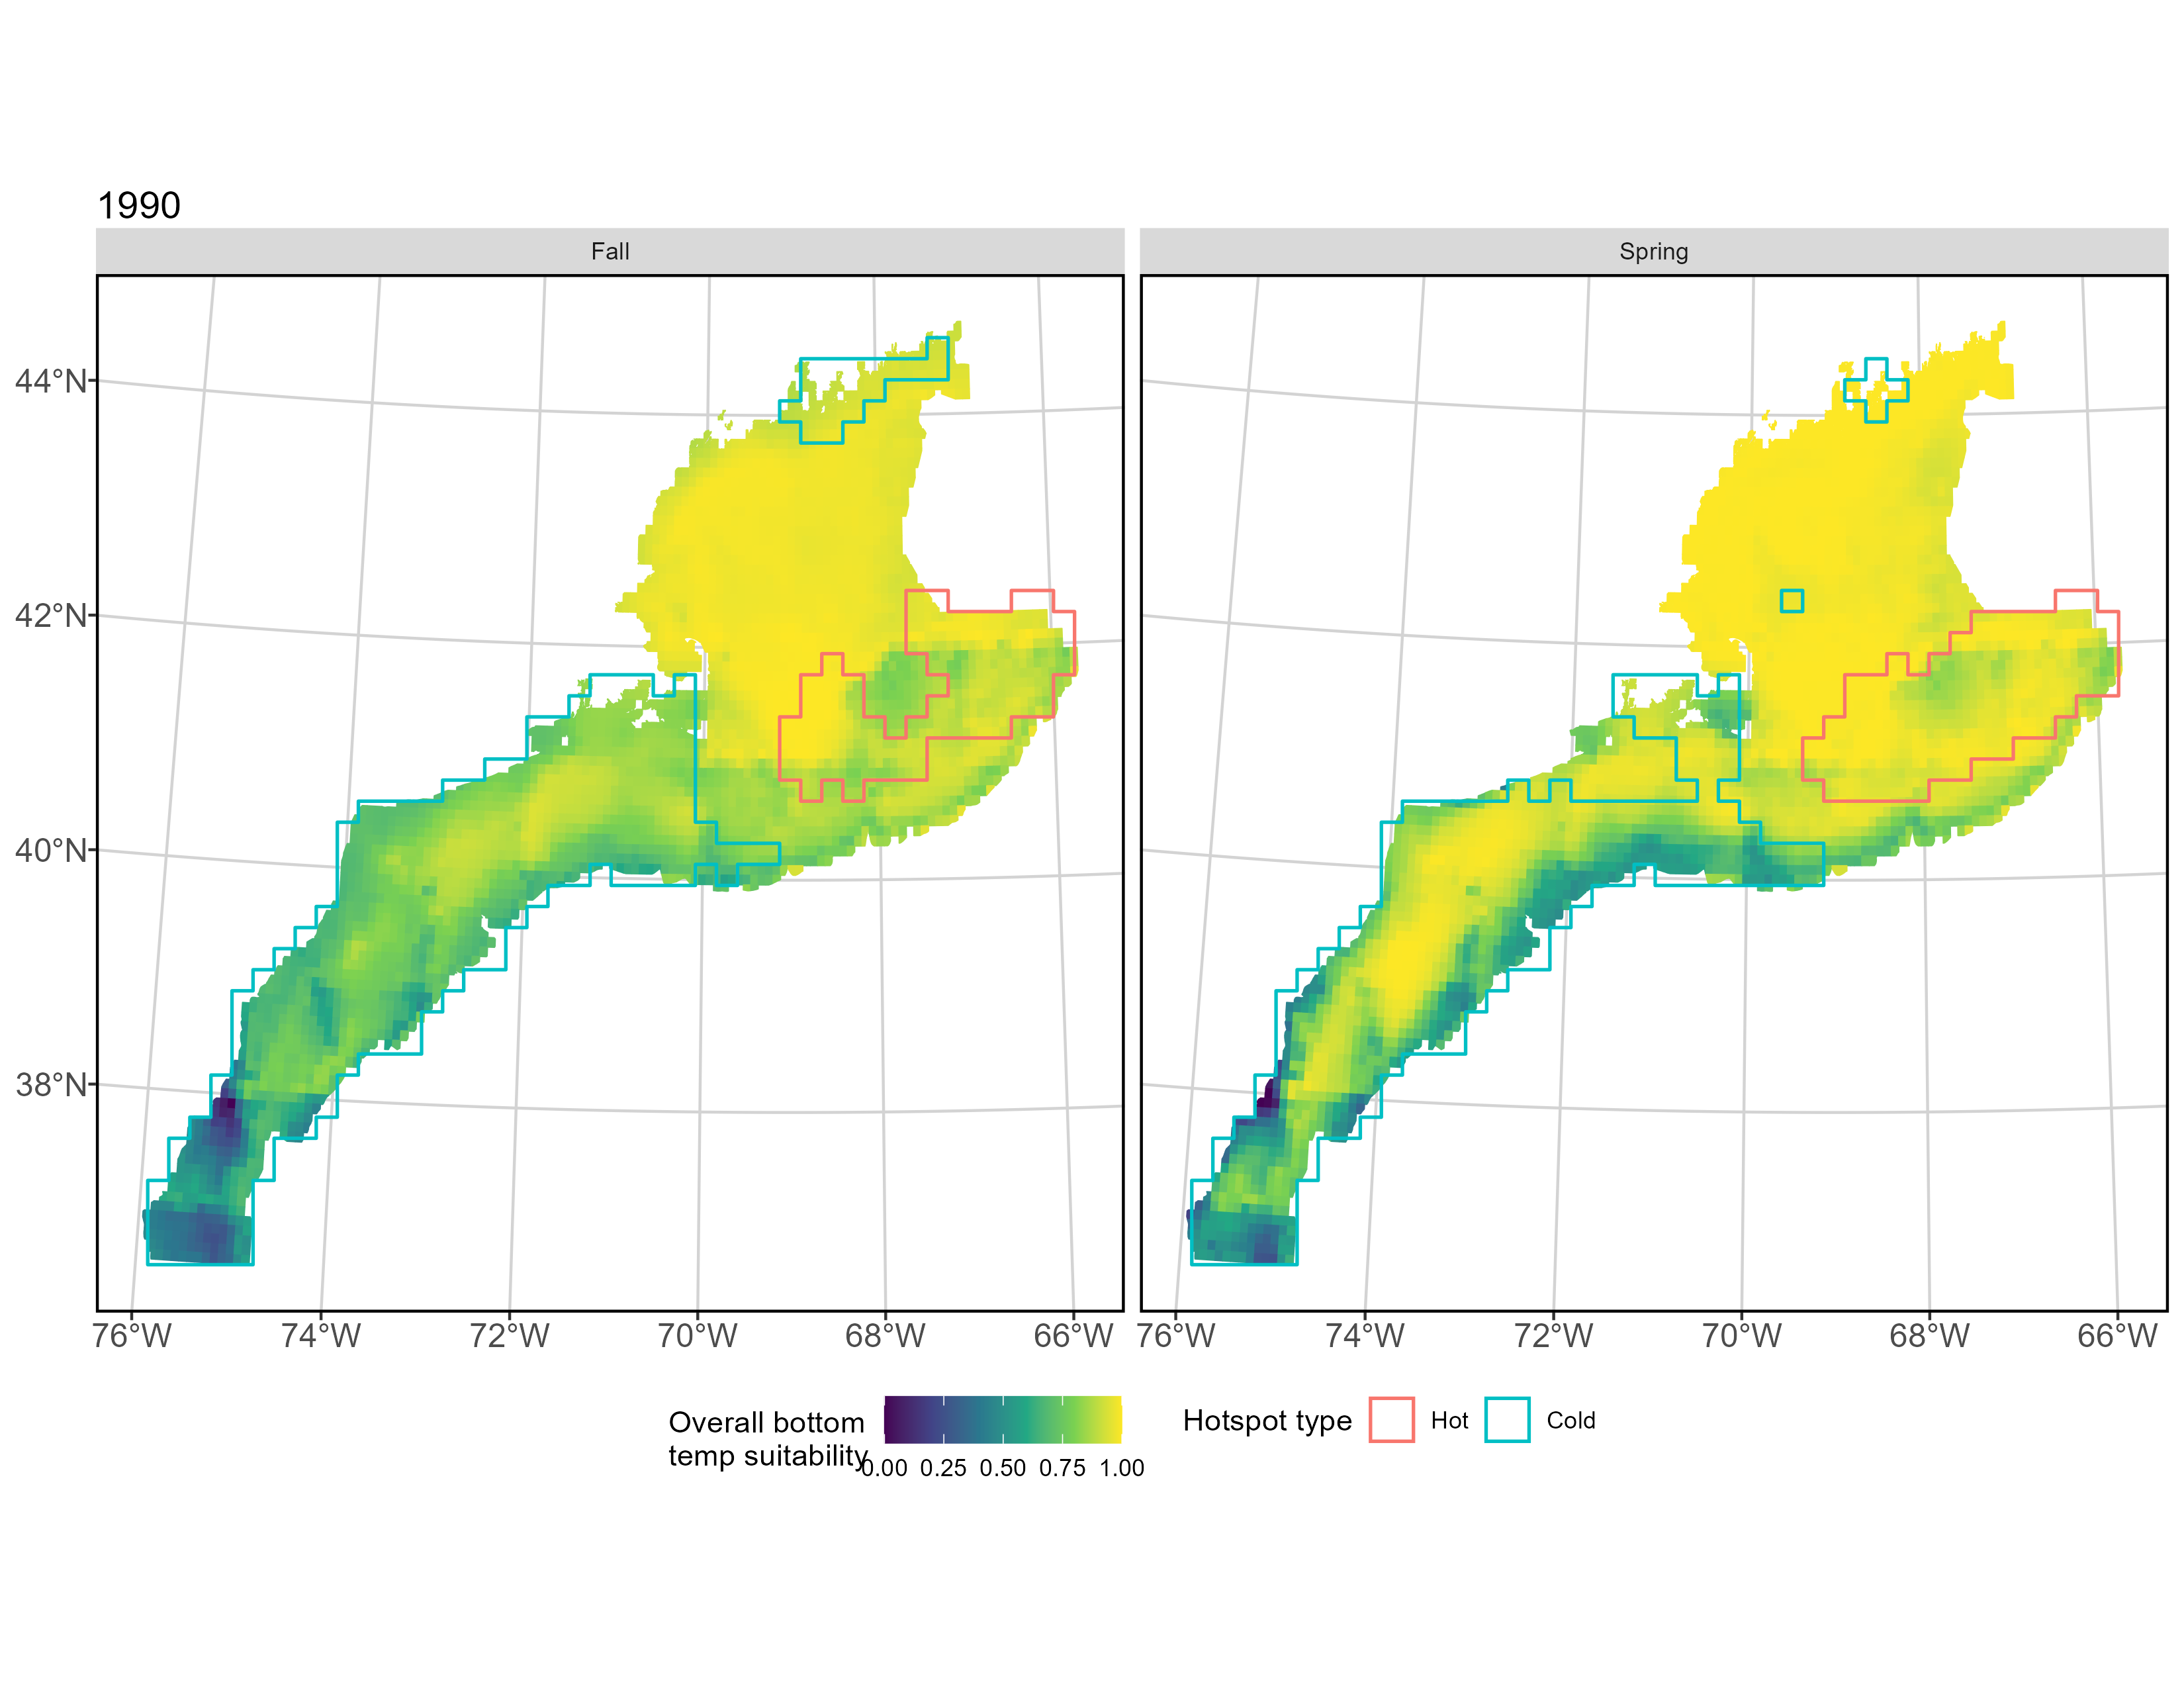 1990
Fall
Spring
44°N
42°N
40°N
38°N
76°W 74°W 72°W 70°W 68°W 66°W
76°W 74°W 72°W 70°W 68°W 66°W
Overall bottom
temp suitability
0.00 0.25 0.50 0.75 1.00
Hotspot type
Hot
Cold